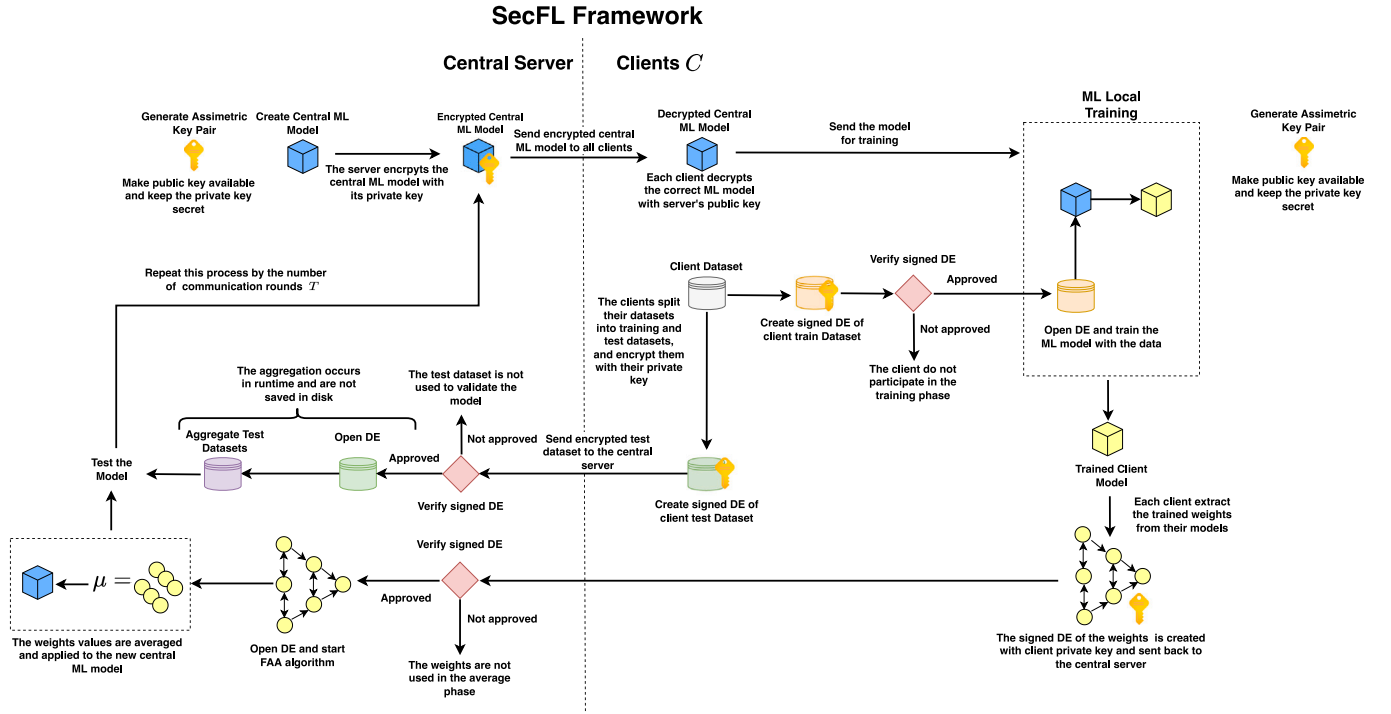 SecFL Framework
Central Server
Clients C
Generate Assimetric
Key Pair
Make public key available
and keep the private key
secret
Create Central ML
Model
The server encrpyts the
central ML model with
its private key
Encrypted Central
ML Model
Send encrypted central
ML model to all clients
Decrypted Central
ML Model
Each client decrypts
the correct ML model
with server's public key
Send the model
for training
ML Local
Training
Open DE and train the
ML model with the data
Generate Assimetric
Key Pair
Make public key available
and keep the private key
secret
Repeat this process by the number
of communication rounds T
Client Dataset
The clients split
their datasets
into training and
test datasets,
and encrypt them
with their private
key
Create signed DE of
client train Dataset
Verify signed DE
Approved
Not approved
The client do not
participate in the
training phase
The aggregation occurs
in runtime and are not
saved in disk
The test dataset is not
used to validate the
model
Aggregate Test
Datasets
Open DE
Approved
Not approved
Verify signed DE
Send encrypted test
dataset to the central
server
Create signed DE of
client test Dataset
Test the
Model
Trained Client
Model
Each client extract
the trained weights
from their models
μ =
The weights values are averaged
and applied to the new central
ML model
Open DE and start
FAA algorithm
Verify signed DE
Approved
Not approved
The weights are not
used in the average
phase
The signed DE of the weights is created
with client private key and sent back to
the central server